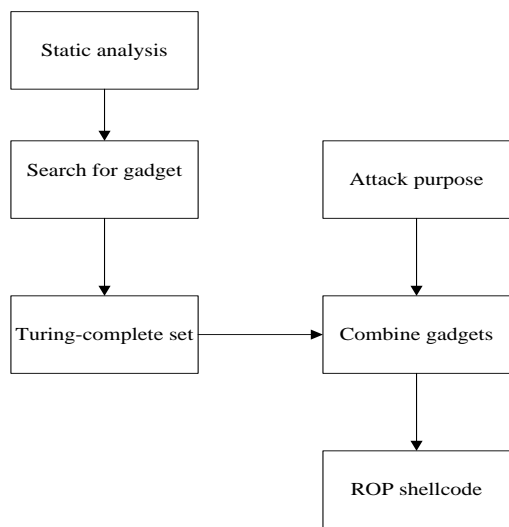 Static analysis
Search for gadget
Attack purpose
Turing-complete set
Combine gadgets
ROP shellcode